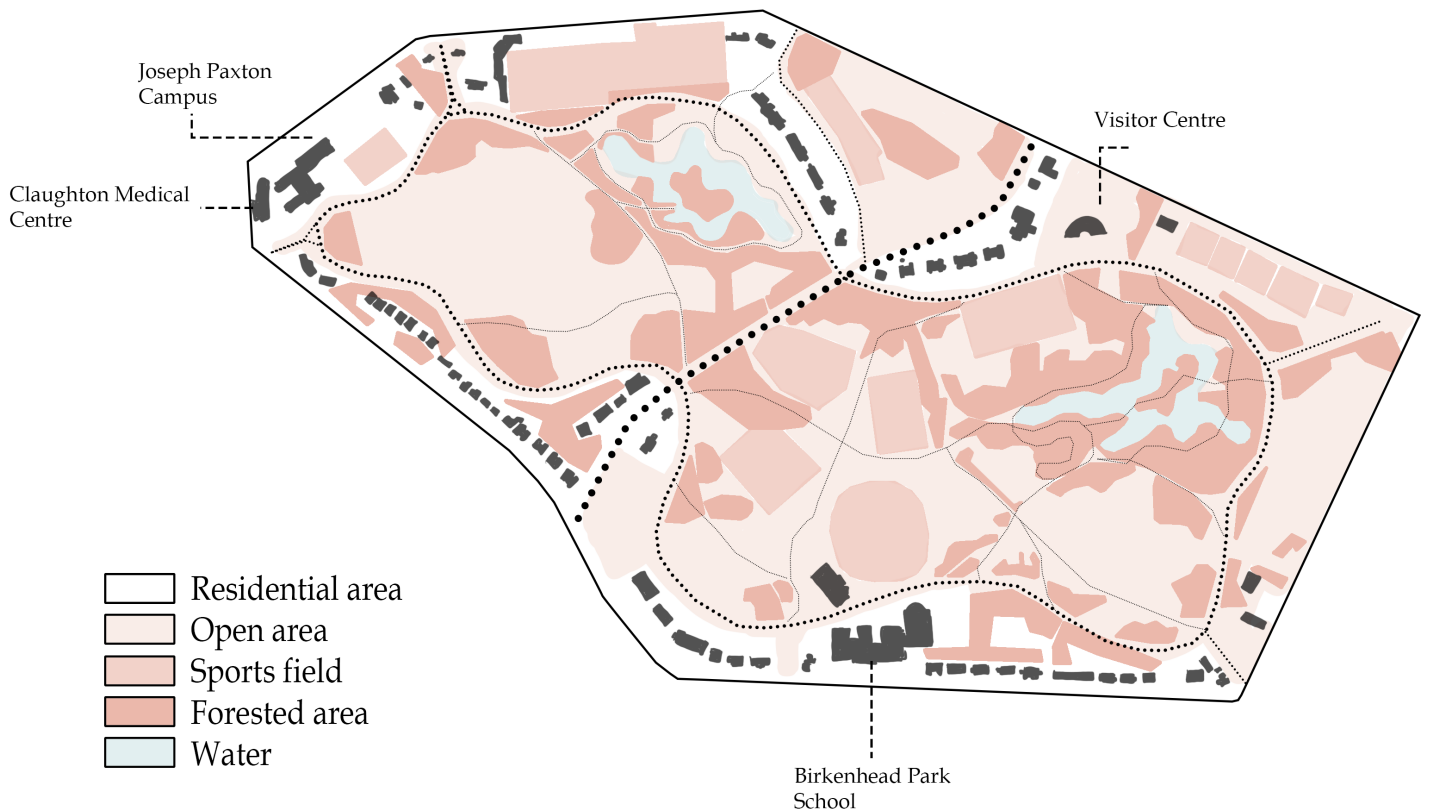 Joseph Paxton
Campus
Visitor Centre
Claughton Medical
Centre
Residential area
Open area
Sports field
Forested area
Water
Birkenhead Park
School